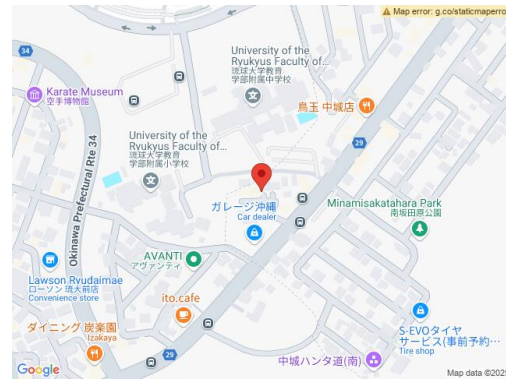 Map error: g.co/staticmaperro
34
University of the
Ryukyus Faculty of...
琉球大学教育
学部附属中学校
Karate Museum
空手博物館
鳥玉 中城店
University of the
Ryukyus Faculty of...
琉球大学教育
学部附属小学校
29
Okinawa Prefectural Rte 34
ガレージ沖縄
Car dealer
Minamisakatahara Park
南坂田原公園
AVANTI
アヴァンティ
Lawson Ryudaimae
ローソン 琉大前店
Convenience store
ito.cafe
ダイニング 炭楽園
Izakaya
29
S-EVOタイヤ
サービス(事前予約…
Tire shop
中城ハンタ道(南)
Google
Map data ©2025